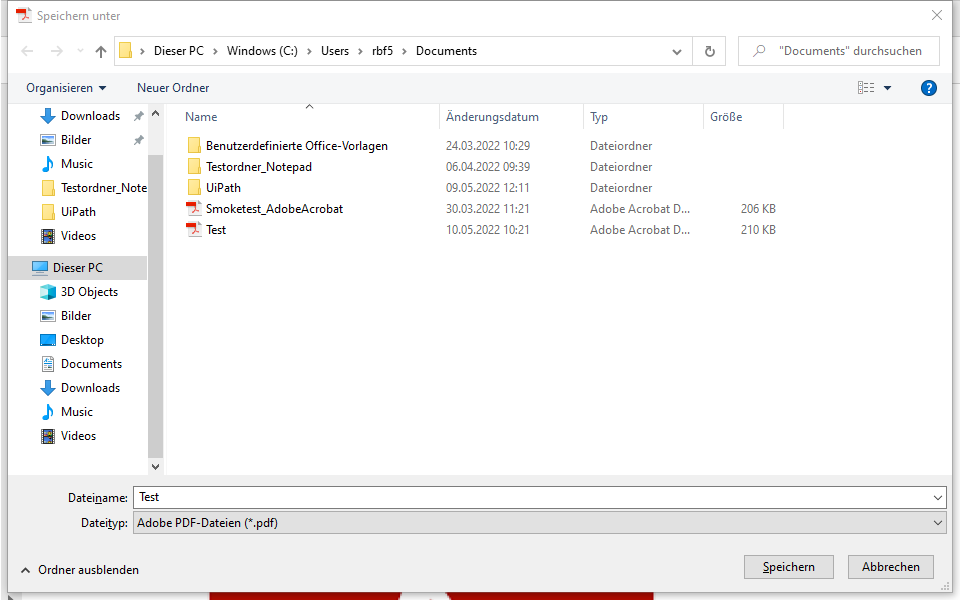 Speichern unter
Dieser PC
Windows (C:)
Users
rbf5
Documents
"Documents" durchsuchen
Organisieren
Neuer Ordner
?
Downloads
Bilder
Music
Testordner_Note
UiPath
Videos
Dieser PC
3D Objects
Bilder
Desktop
Documents
Downloads
Music
Videos
Name Änderungsdatum Typ Größe
Benutzerdefinierte Office-Vorlagen 24.03.2022 10:29 Dateiordner
Testordner_Notepad 06.04.2022 09:39 Dateiordner
UiPath 09.05.2022 12:11 Dateiordner
Smoketest_AdobeAcrobat 30.03.2022 11:21 Adobe Acrobat D... 206 KB
Test 10.05.2022 10:21 Adobe Acrobat D... 210 KB
Dateiname: Test
Dateityp: Adobe PDF-Dateien (*.pdf)
Ordner ausblenden
Speichern
Abbrechen